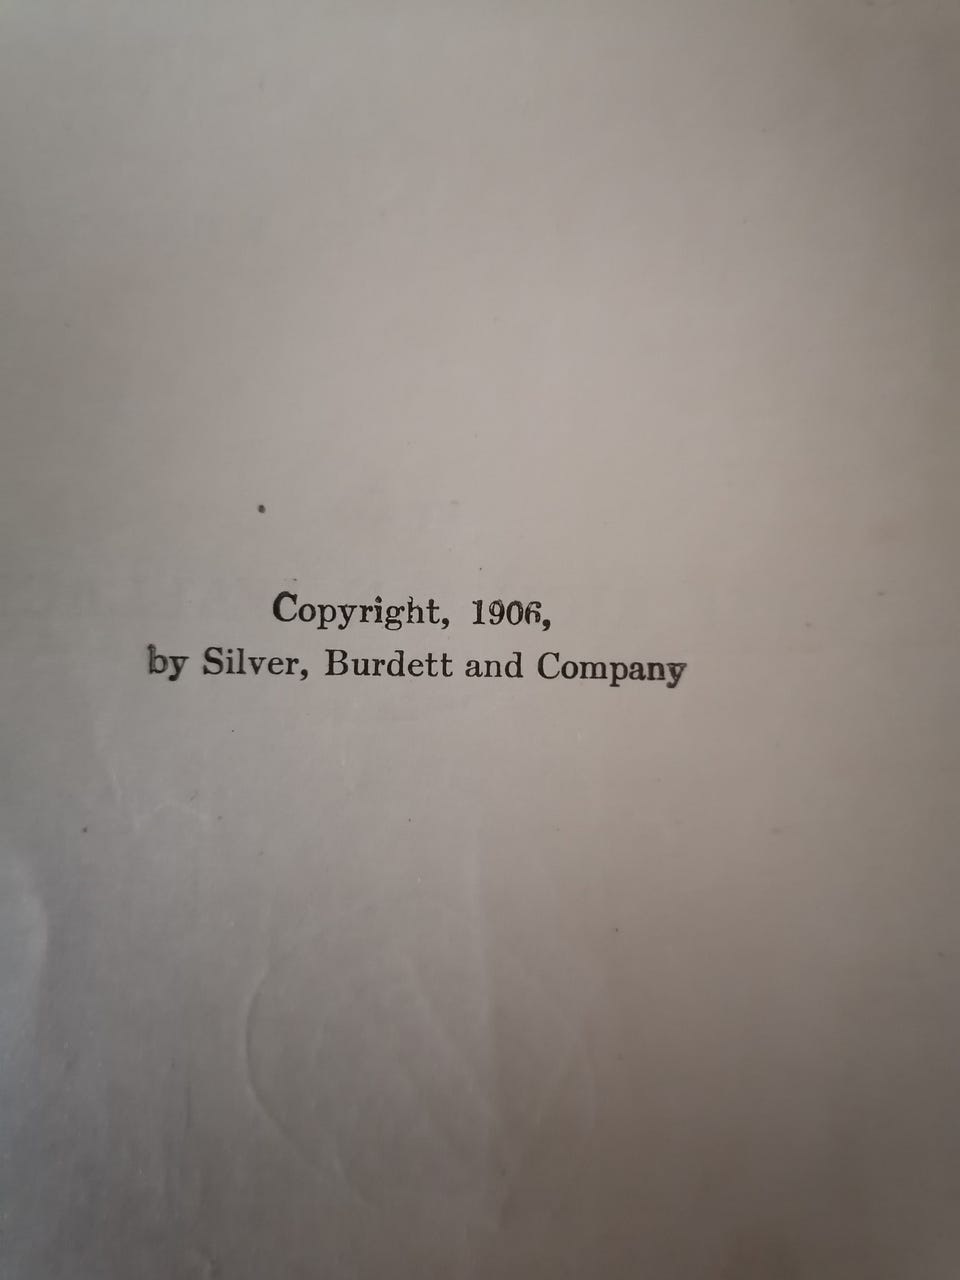 Copyright, 1906,
by Silver, Burdett and Company